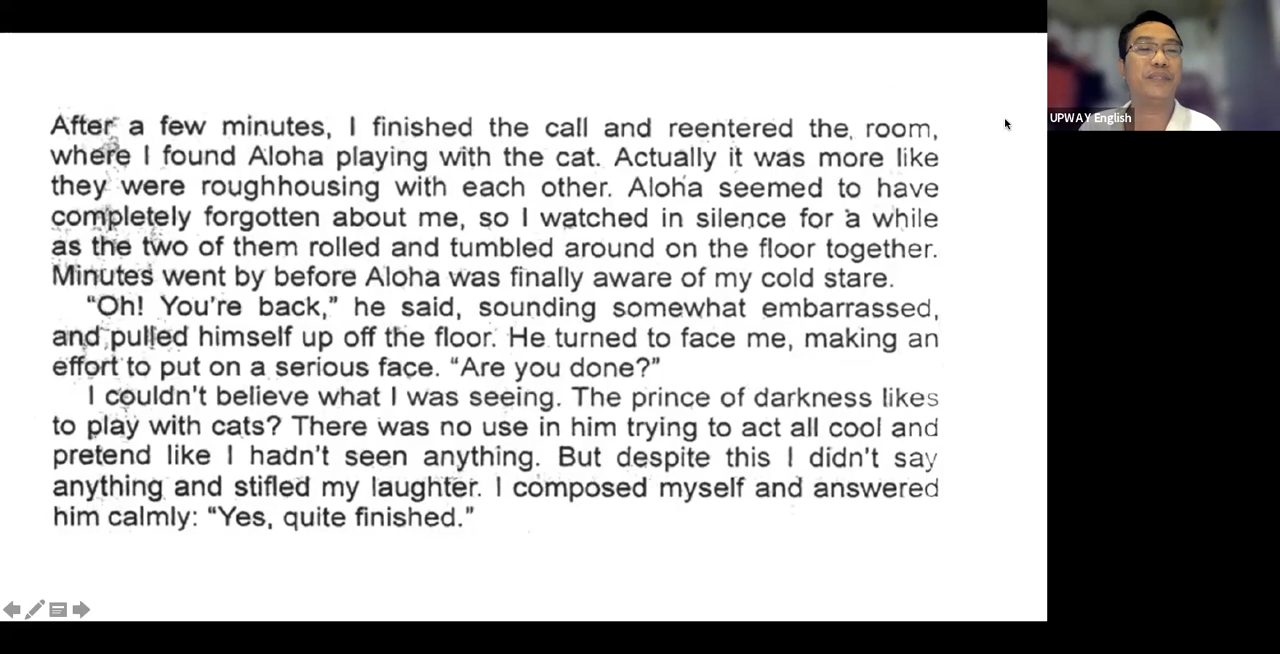 After a few minutes, I finished the call and reentered the room,
where I found Aloha playing with the cat. Actually it was more like
they were roughhousing with each other. Aloha seemed to have
completely forgotten about me, so I watched in silence for a while
as the two of them rolled and tumbled around on the floor together.
Minutes went by before Aloha was finally aware of my cold stare.
“Oh! You're back,” he said, sounding somewhat embarrassed,
and pulled himself up off the floor. He turned to face me, making an
effort to put on a serious face. “Are you done?”
I couldn't believe what I was seeing. The prince of darkness likes
to play with cats? There was no use in him trying to act all cool and
pretend like I hadn't seen anything. But despite this I didn't say
anything and stifled my laughter. I composed myself and answered
him calmly: “Yes, quite finished.”
UPWAY English